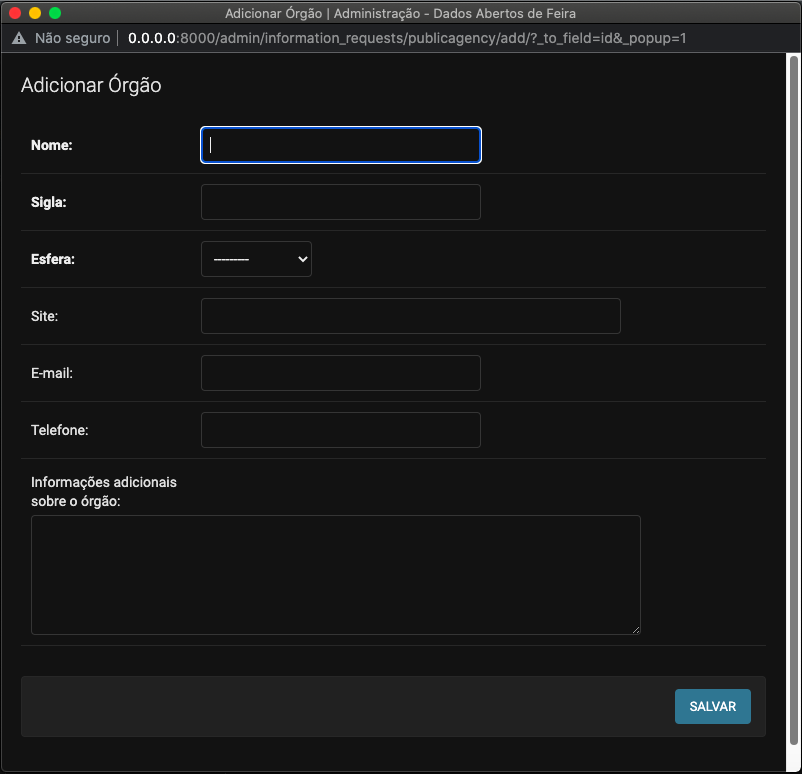 Adicionar Órgão | Administração - Dados Abertos de Feira
Não seguro | 0.0.0.0:8000/admin/information_requests/publicagency/add/?_to_field=id&_popup=1
Adicionar Órgão
Nome:
Sigla:
Esfera: ---------
Site:
E-mail:
Telefone:
Informações adicionais
sobre o órgão:
SALVAR